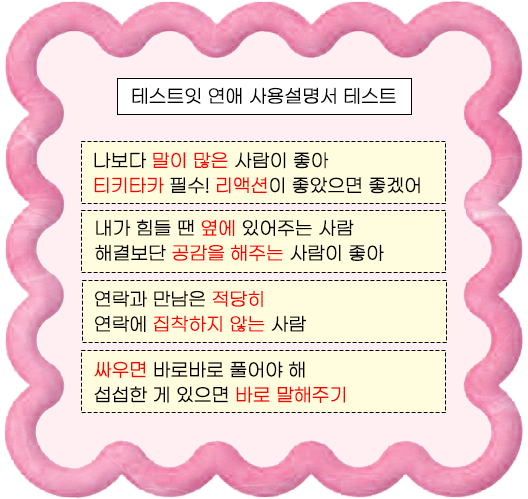 테스트잇 연애 사용설명서 테스트
나보다 말이 많은 사람이 좋아
티키타카 필수! 리액션이 좋았으면 좋겠어
내가 힘들 땐 옆에 있어주는 사람
해결보단 공감을 해주는 사람이 좋아
연락과 만남은 적당히
연락에 집착하지 않는 사람
싸우면 바로바로 풀어야 해
섭섭한 게 있으면 바로 말해주기